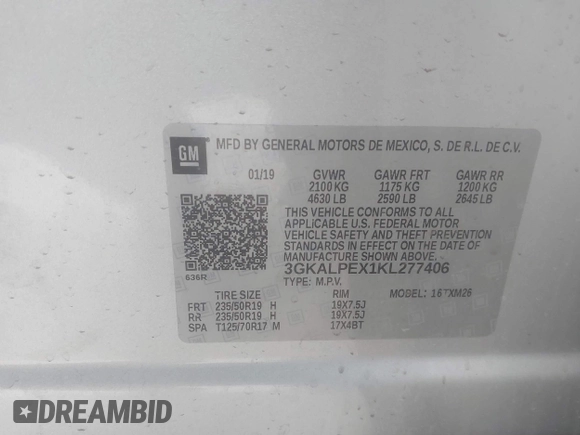 GM
MFD BY GENERAL MOTORS DE MEXICO, S. DE R.L. DE C.V.
01/19 GVWR GAWR FRT GAWR RR
2100 KG 1175 KG 1200 KG
4630 LB 2590 LB 2645 LB
THIS VEHICLE CONFORMS TO ALL
APPLICABLE U.S. FEDERAL MOTOR
VEHICLE SAFETY AND THEFT PREVENTION
STANDARDS IN EFFECT ON THE DATE OF
MANUFACTURE SHOWN ABOVE.
3GKALPEX1KL277406
636R
TYPE: M.P.V. MODEL: 16TXM26
TIRE SIZE RIM
FRT 235/50R19 H 19X7.5J
RR 235/50R19 H 19X7.5J
SPA T125/70R17 M 17X4BT
DREAMBID